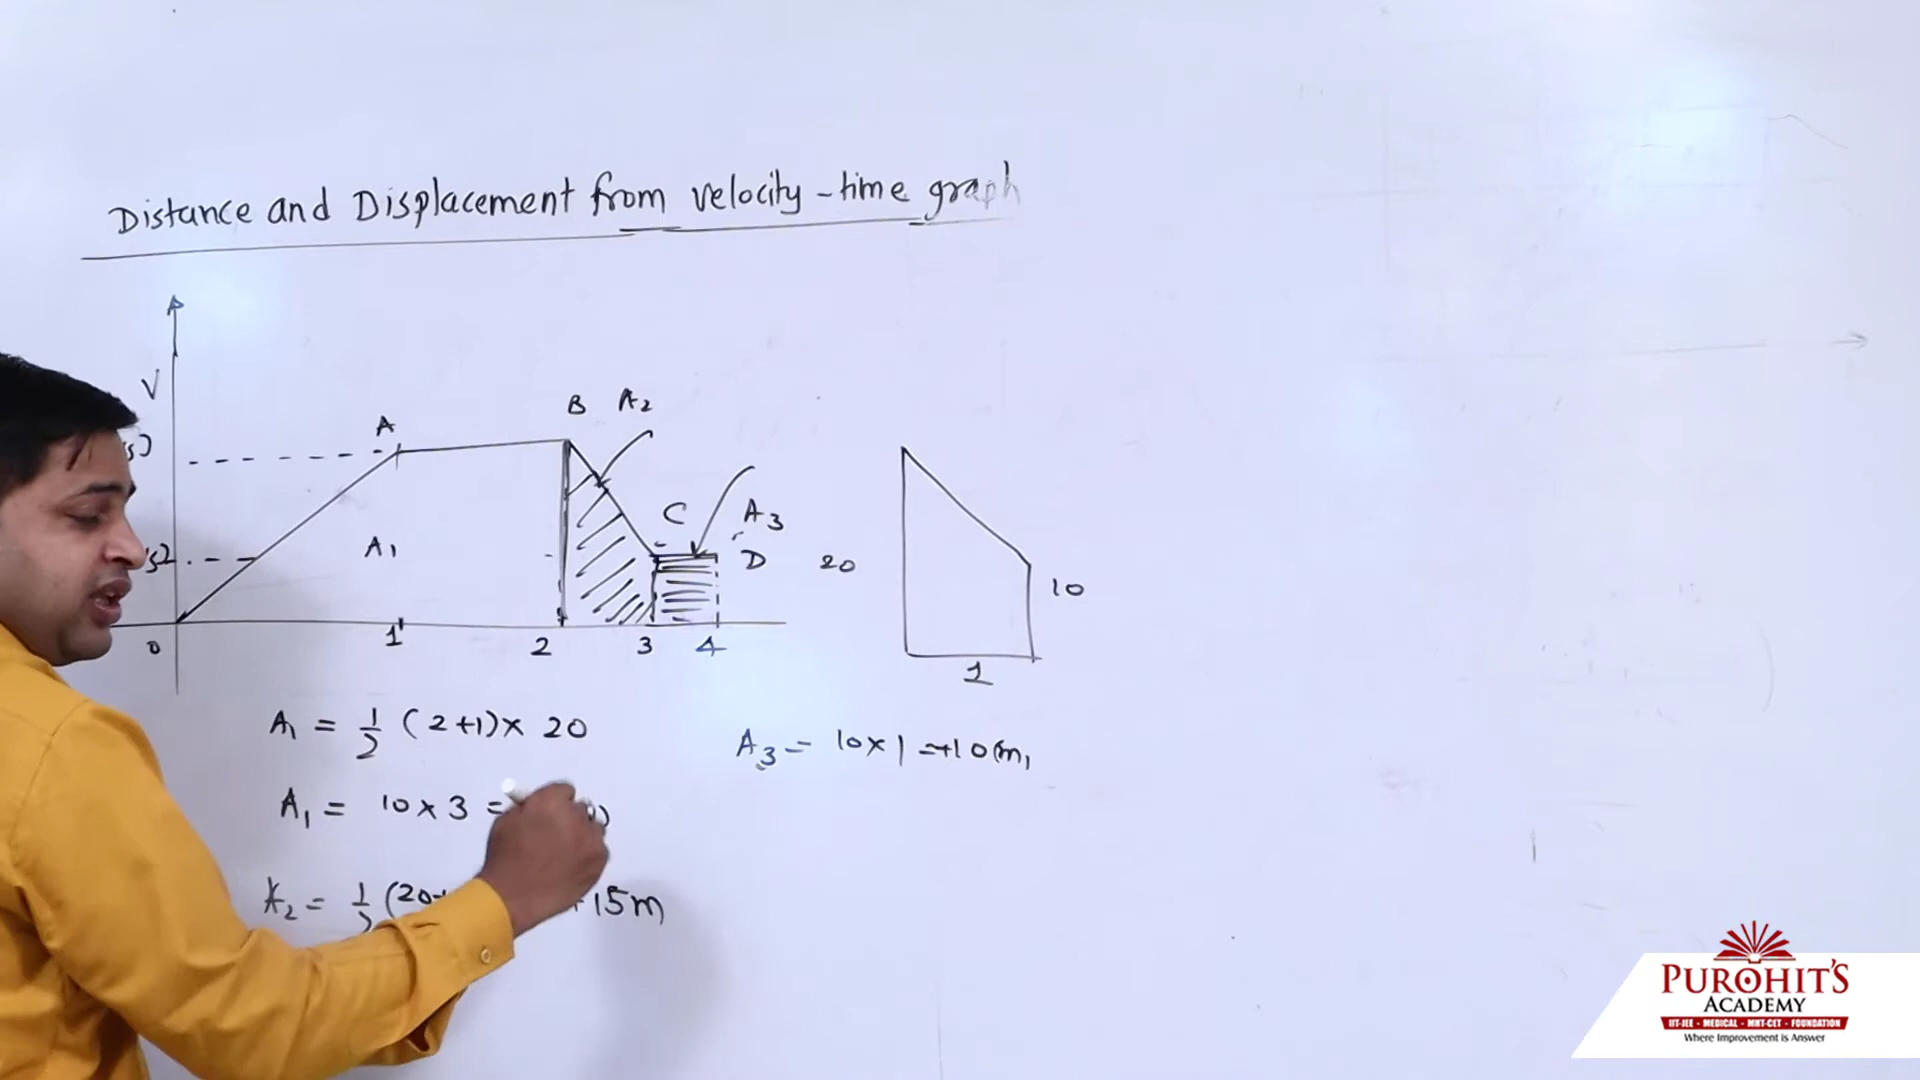 Distance and Displacement from velocity-time graph
V
A
B
A2
s)
C
A3
D
s2
A1
20
10
0
1
2
3
4
1
A1 = 1/2 (2+1) x 20
A3 = 10 x 1 = +10 m
A1 = 10 x 3 =
A2 = 1/2 (20+ +15m
PUROHIT'S
ACADEMY
IIT-JEE - MEDICAL - MHT-CET - FOUNDATION
Where Improvement is Answer